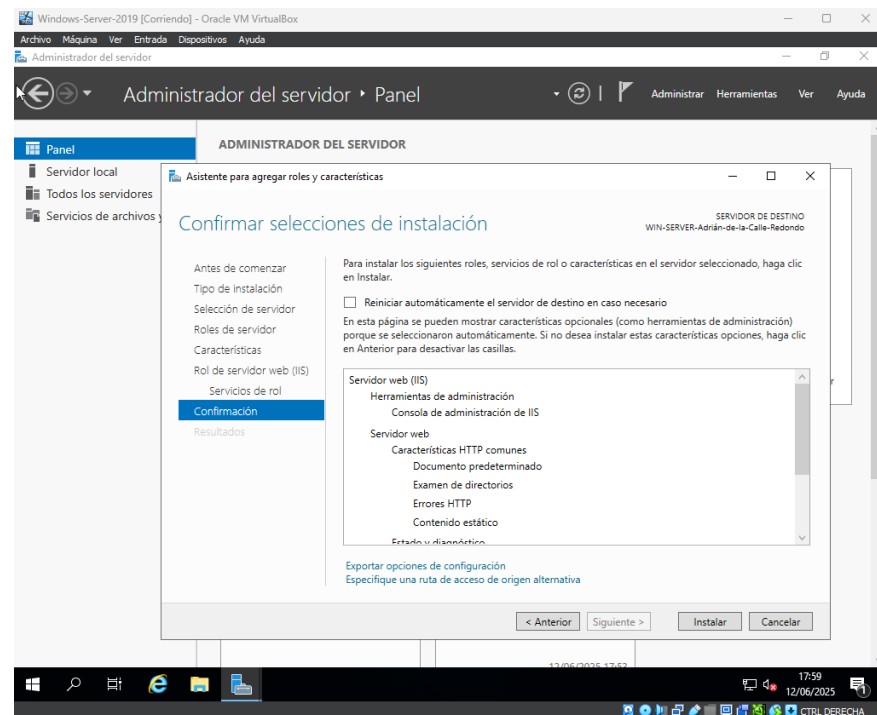 Windows-Server-2019 [Corriendo] - Oracle VM VirtualBox
Archivo Máquina Ver Entrada Dispositivos Ayuda
Administrador del servidor
Administrador del servidor Panel
Administrar Herramientas Ver Ayuda
Panel
Servidor local
Todos los servidores
Servicios de archivos y
ADMINISTRADOR DEL SERVIDOR
Asistente para agregar roles y características
Confirmar selecciones de instalación
SERVIDOR DE DESTINO
WIN-SERVER-Adrián-de-la-Calle-Redondo
Antes de comenzar
Tipo de instalación
Selección de servidor
Roles de servidor
Características
Rol de servidor web (IIS)
Servicios de rol
Confirmación
Resultados
Para instalar los siguientes roles, servicios de rol o características en el servidor seleccionado, haga clic
en Instalar.
Reiniciar automáticamente el servidor de destino en caso necesario
En esta página se pueden mostrar características opcionales (como herramientas de administración)
porque se seleccionaron automáticamente. Si no desea instalar estas características opciones, haga clic
en Anterior para desactivar las casillas.
Servidor web (IIS)
Herramientas de administración
Consola de administración de IIS
Servidor web
Características HTTP comunes
Documento predeterminado
Examen de directorios
Errores HTTP
Contenido estático
Estado y diagnóstico
Exportar opciones de configuración
Especifique una ruta de acceso de origen alternativa
< Anterior Siguiente > Instalar Cancelar
12/06/2025 17:53
17:59
12/06/2025
1
CTRL DERECHA